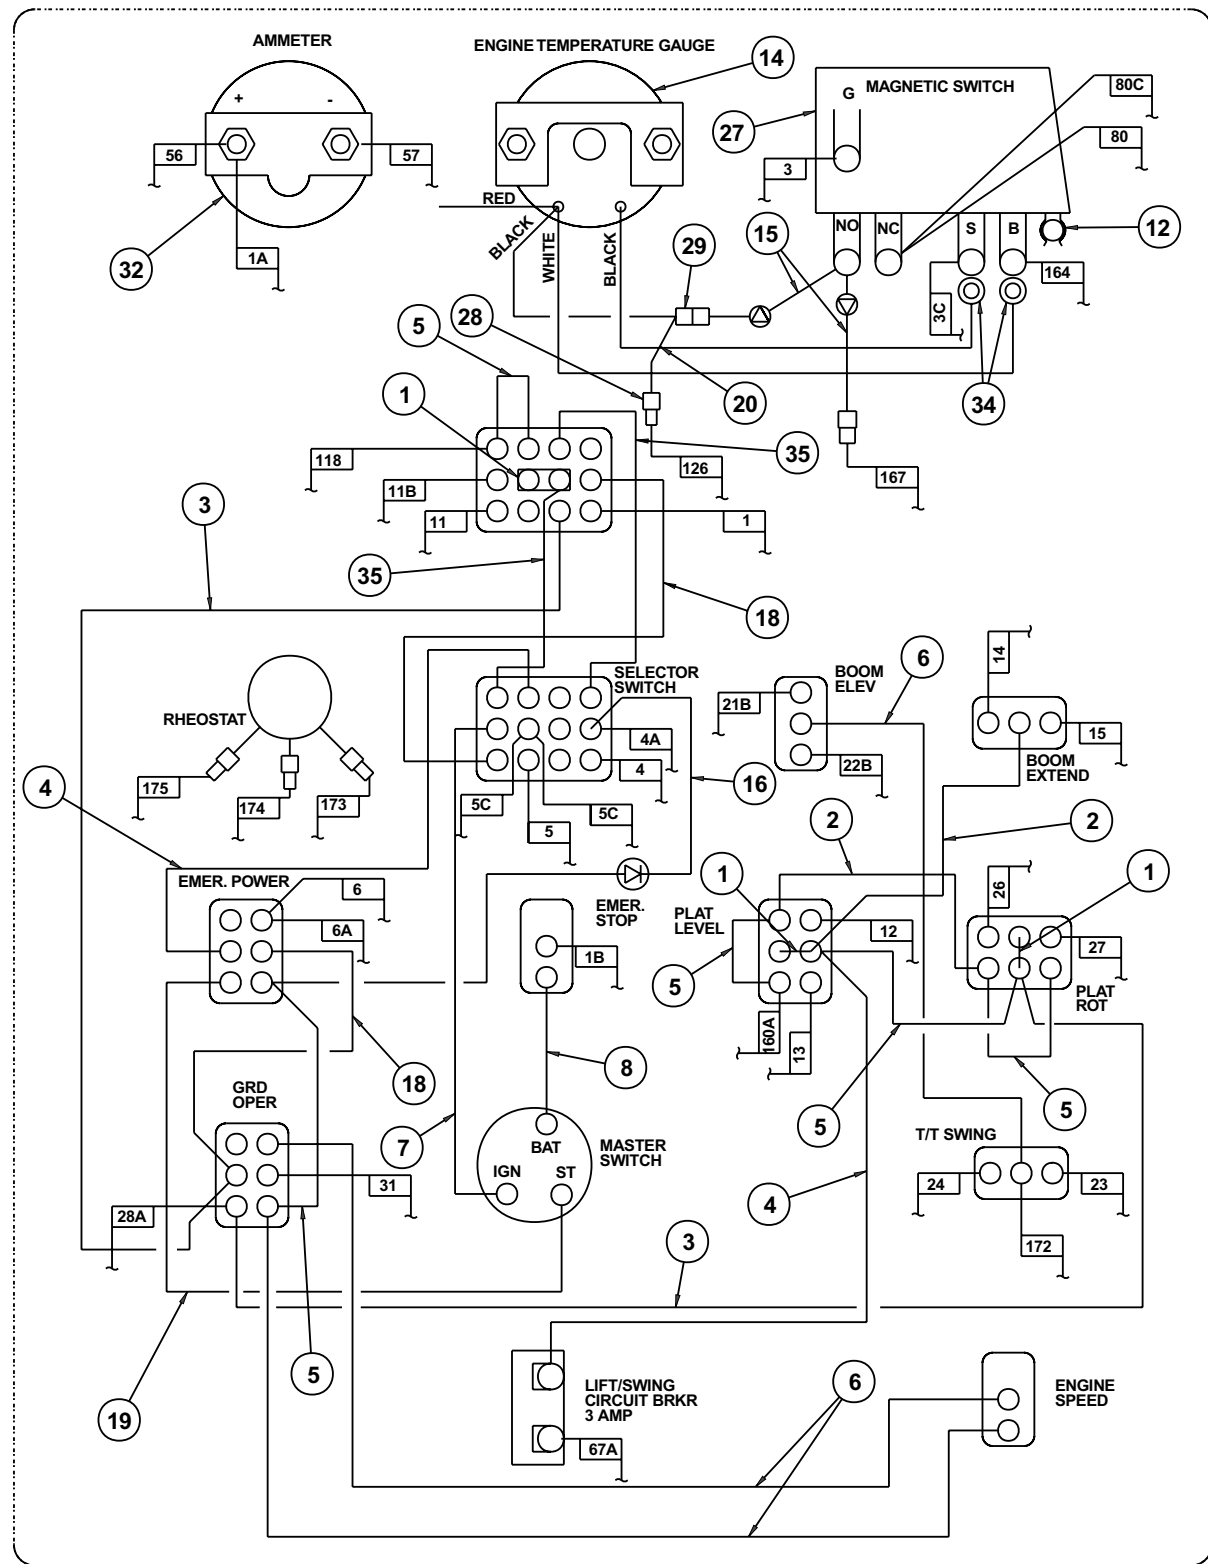 AMMETER
ENGINE TEMPERATURE GAUGE
14
MAGNETIC SWITCH
80C
G
+
-
27
80
56
57
3
RED
BLACK
WHITE
BLACK
NO
NC
S
B
12
15
32
1A
29
164
3C
28
5
1
20
34
35
118
126
167
11B
3
11
1
35
18
14
SELECTOR
SWITCH
BOOM
ELEV
6
RHEOSTAT
21B
4A
15
22B
BOOM
EXTEND
4
4
16
175
174
173
5C
5
5C
2
2
EMER. POWER
6
EMER.
STOP
1
PLAT
LEVEL
26
1
6A
12
1B
27
5
PLAT
ROT
160A
13
5
8
18
GRD
OPER
5
5
7
BAT
MASTER
SWITCH
T/T SWING
IGN
ST
31
24
23
4
28A
172
3
5
19
LIFT/SWING
CIRCUIT BRKR
3 AMP
6
ENGINE
SPEED
67A